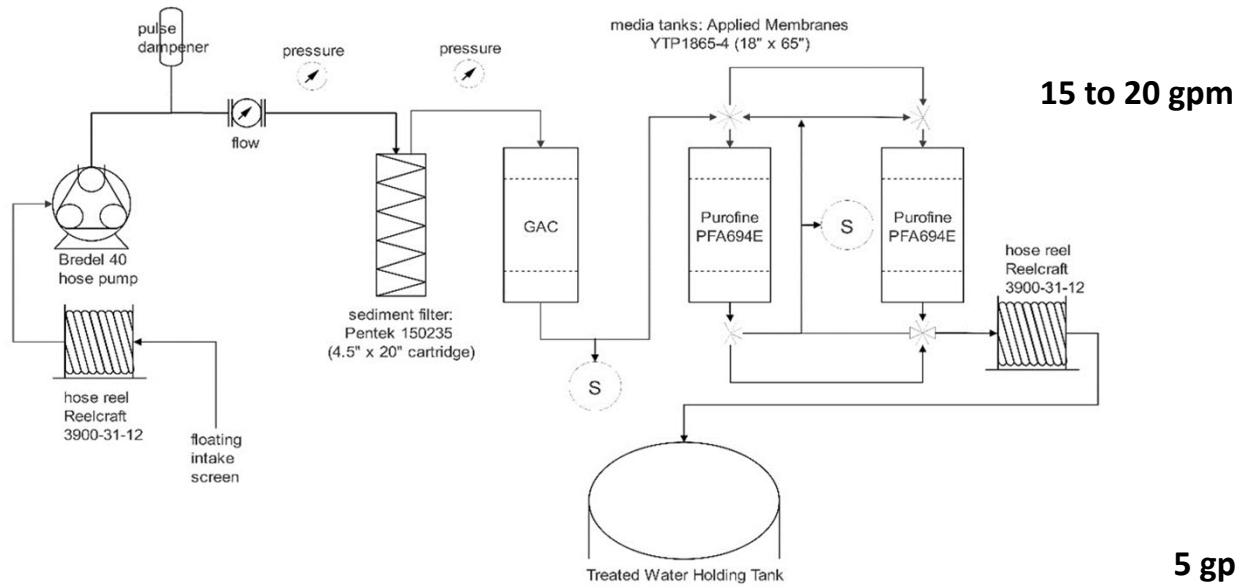 pulse
dampener
pressure
pressure
media tanks: Applied Membranes
YTP1865-4 (18" x 65")
15 to 20 gpm
flow
GAC
Purofine
PFA694E
S
Purofine
PFA694E
Bredel 40
hose pump
hose reel
Reelcraft
3900-31-12
sediment filter:
Pentek 150235
(4.5" x 20" cartridge)
S
hose reel
Reelcraft
3900-31-12
floating
intake
screen
5 gp
Treated Water Holding Tank